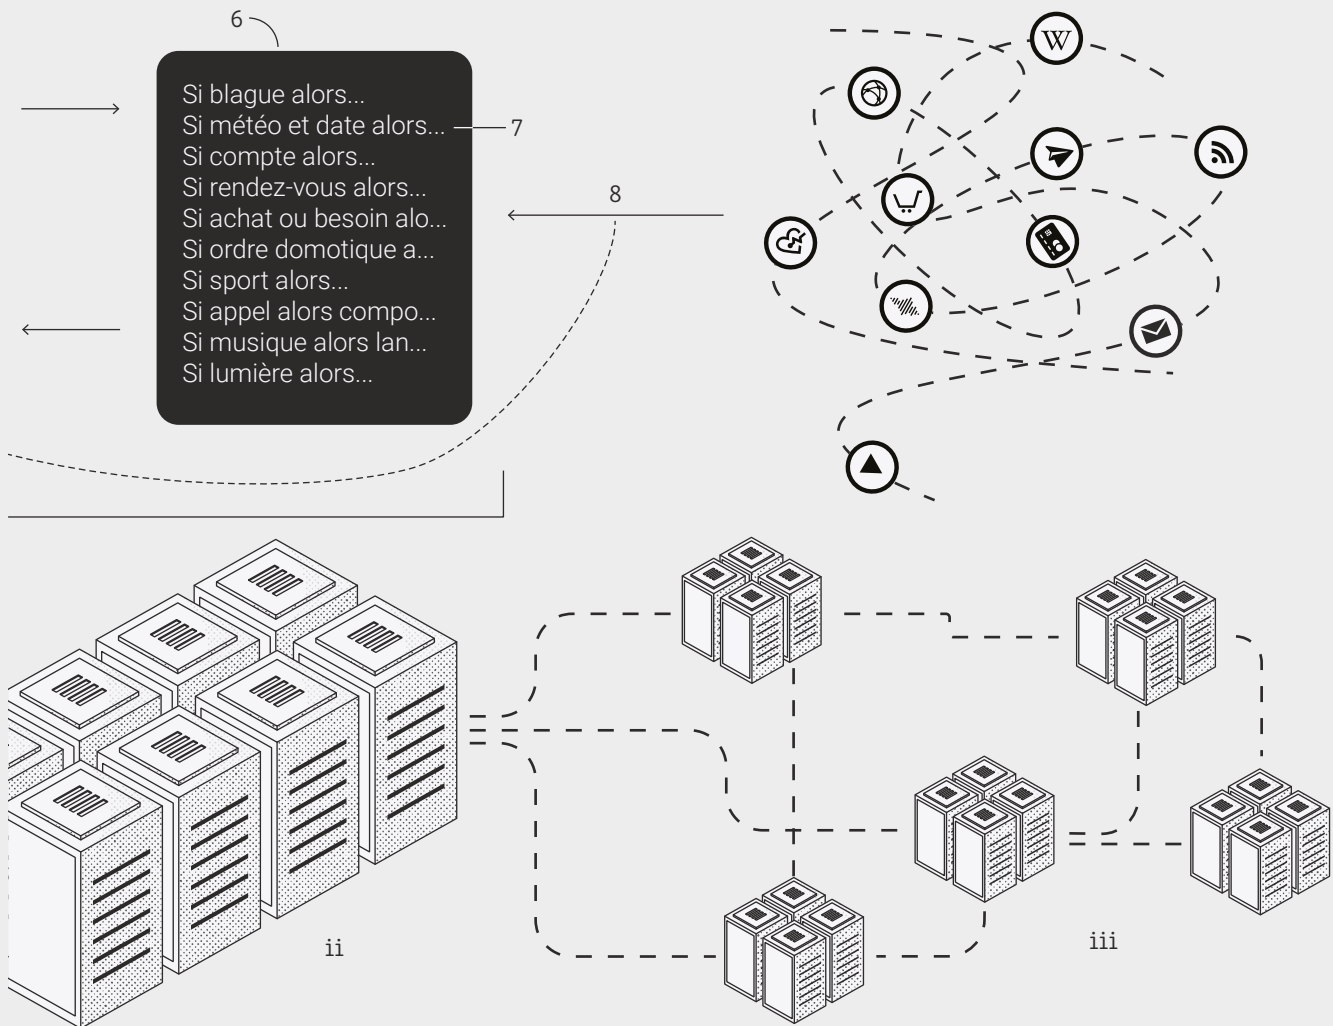 6
Si blague alors...
Si météo et date alors...
7
Si compte alors...
Si rendez-vous alors...
Si achat ou besoin alo...
Si ordre domotique a...
Si sport alors...
Si appel alors compo...
Si musique alors lan...
Si lumière alors...
8
W
ii
iii